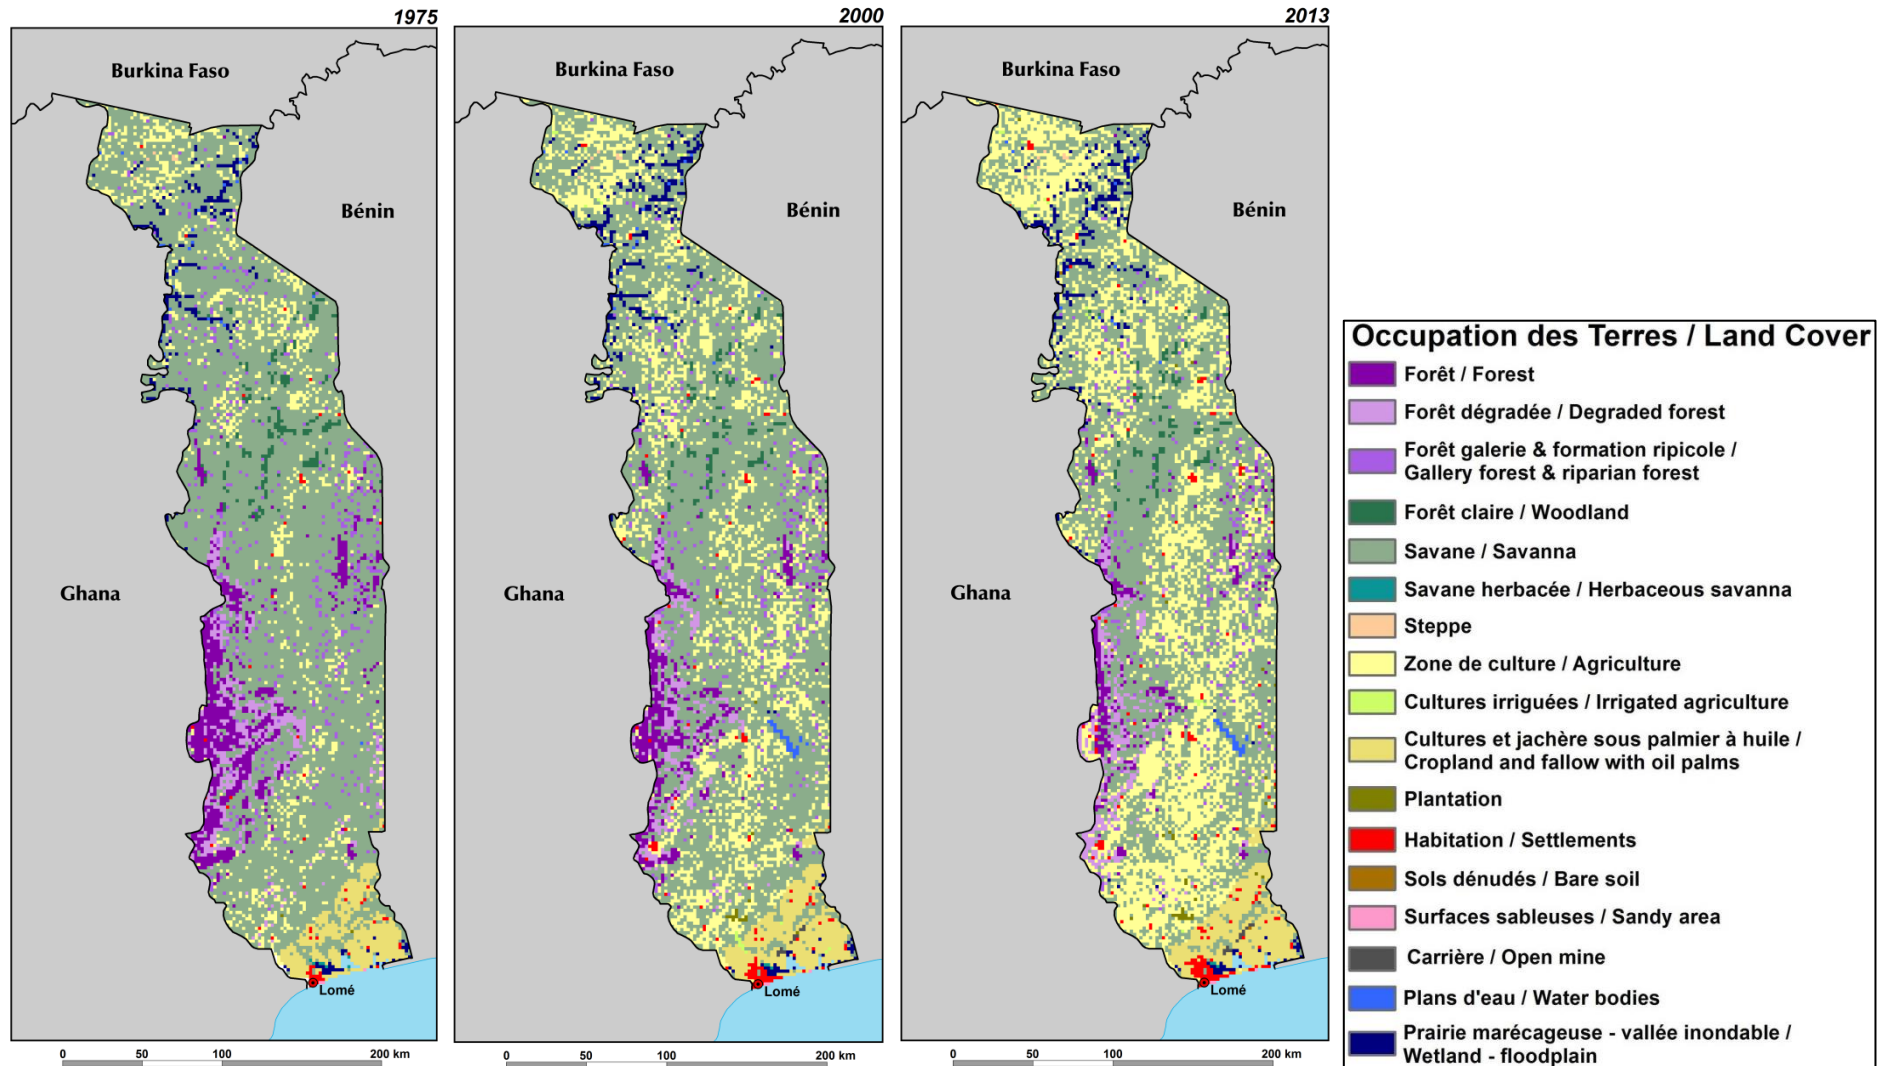 1975
Burkina Faso
Bénin
Ghana
Lomé
0 50 100 200 km
2000
Burkina Faso
Bénin
Ghana
Lomé
0 50 100 200 km
2013
Burkina Faso
Bénin
Ghana
Lomé
0 50 100 200 km
Occupation des Terres / Land Cover
Forêt / Forest
Forêt dégradée / Degraded forest
Forêt galerie & formation ripicole /
Gallery forest & riparian forest
Forêt claire / Woodland
Savane / Savanna
Savane herbacée / Herbaceous savanna
Steppe
Zone de culture / Agriculture
Cultures irriguées / Irrigated agriculture
Cultures et jachère sous palmier à huile /
Cropland and fallow with oil palms
Plantation
Habitation / Settlements
Sols dénudés / Bare soil
Surfaces sableuses / Sandy area
Carrière / Open mine
Plans d'eau / Water bodies
Prairie marécageuse - vallée inondable /
Wetland - floodplain